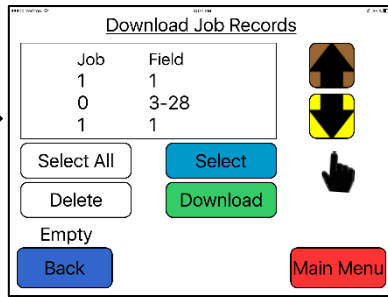 Download Job Records
Job Field
1 1
0 3-28
1 1
Select All Select
Delete Download
Empty
Back Main Menu